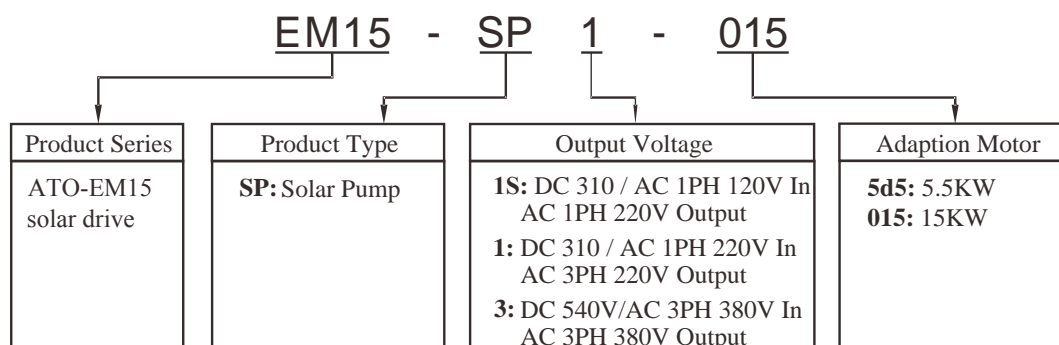 EM15 - SP 1 - 015
Product Series
ATO-EM15
solar drive
Product Type
SP: Solar Pump
Output Voltage
1S: DC 310 / AC 1PH 120V In
AC 1PH 220V Output
1: DC 310 / AC 1PH 220V In
AC 3PH 220V Output
3: DC 540V/AC 3PH 380V In
AC 3PH 380V Output
Adaption Motor
5d5: 5.5KW
015: 15KW